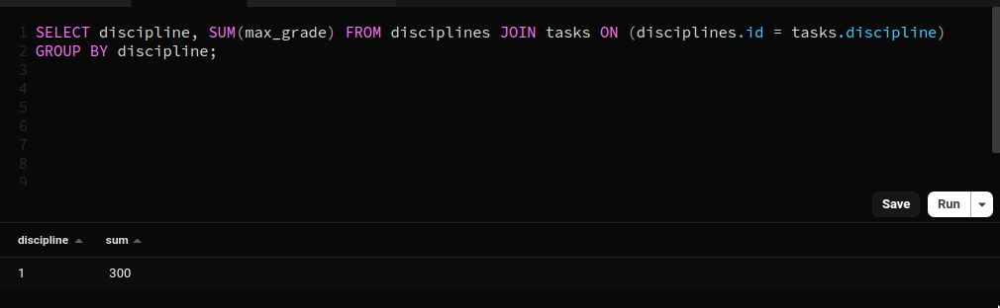 1 SELECT discipline, SUM(max_grade) FROM disciplines JOIN tasks ON (disciplines.id = tasks.discipline)
2 GROUP BY discipline;
3
4
5
6
7
8
9
Save Run
discipline sum
1 300